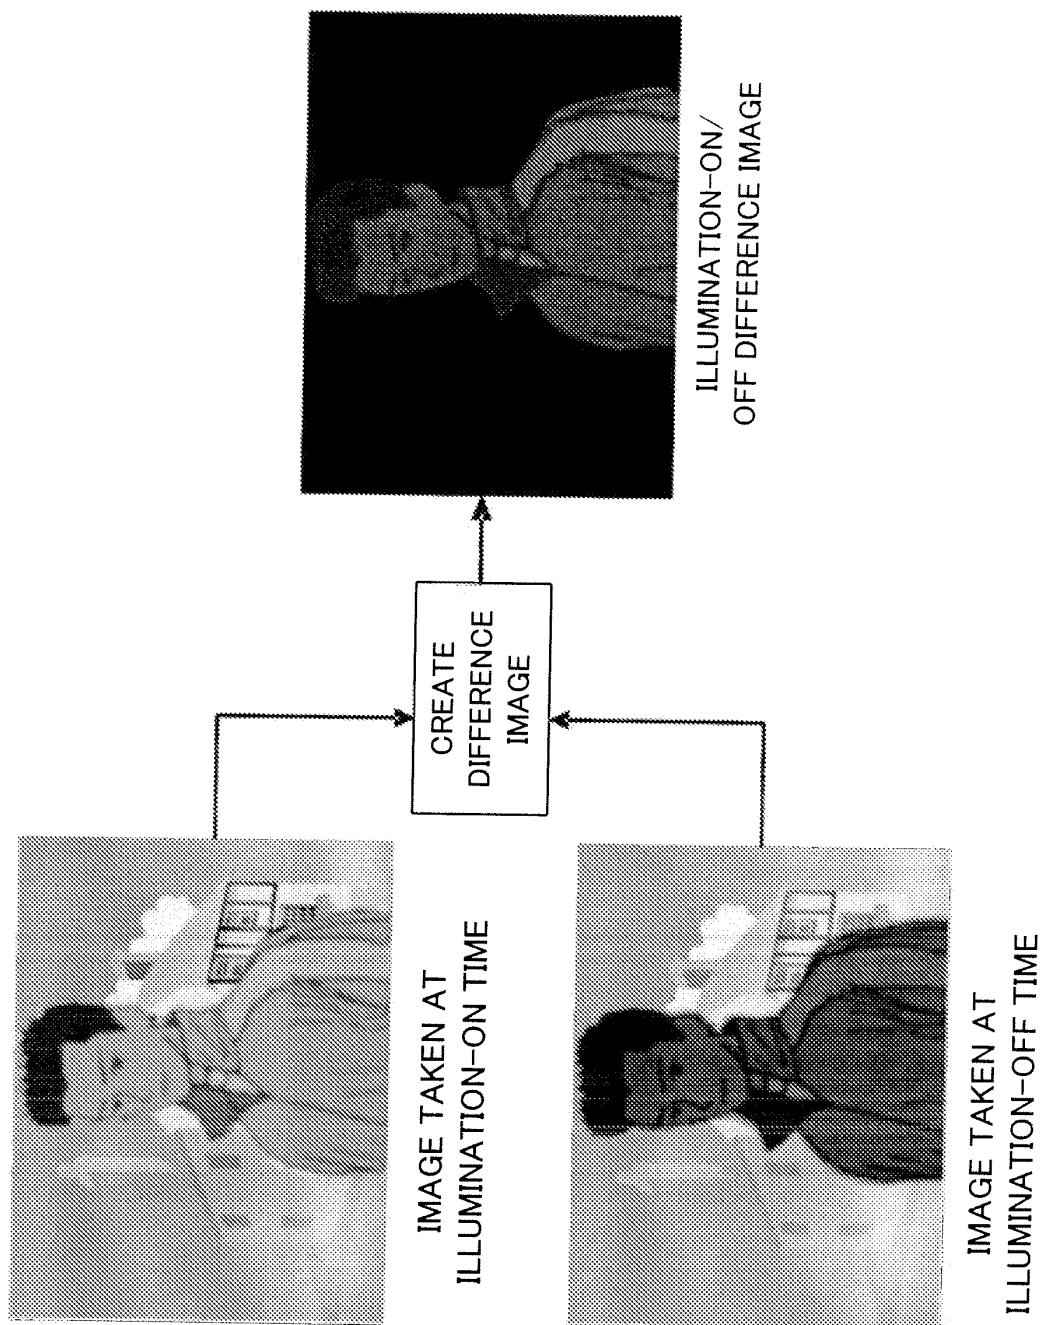 IMAGE TAKEN AT
ILLUMINATION-ON TIME
IMAGE TAKEN AT
ILLUMINATION-OFF TIME
CREATE
DIFFERENCE
IMAGE
ILLUMINATION-ON/
OFF DIFFERENCE IMAGE